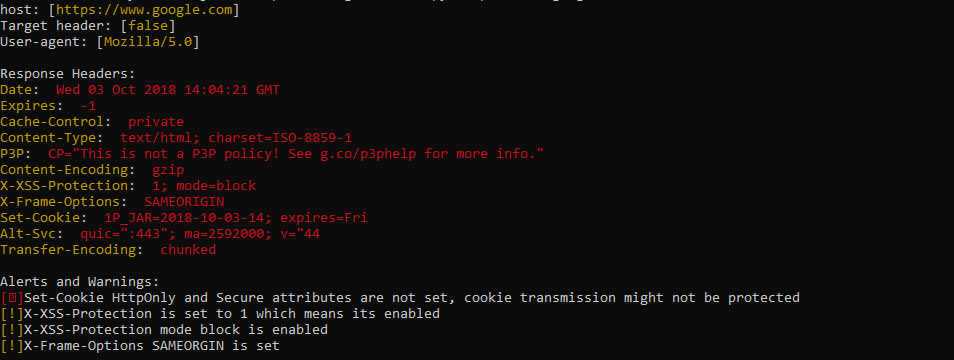 host: [https://www.google.com]
Target header: [false]
User-agent: [Mozilla/5.0]
Response Headers:
Date:  Wed 03 Oct 2018 14:04:21 GMT
Expires:  -1
Cache-Control:  private
Content-Type:  text/html; charset=ISO-8859-1
P3P:  CP="This is not a P3P policy! See g.co/p3phelp for more info."
Content-Encoding:  gzip
X-XSS-Protection:  1; mode=block
X-Frame-Options:  SAMEORIGIN
Set-Cookie:  1P_JAR=2018-10-03-14; expires=Fri
Alt-Svc:  quic=":443"; ma=2592000; v="44
Transfer-Encoding:  chunked
Alerts and Warnings:
[⍰]Set-Cookie HttpOnly and Secure attributes are not set, cookie transmission might not be protected
[!]X-XSS-Protection is set to 1 which means its enabled
[!]X-XSS-Protection mode block is enabled
[!]X-Frame-Options SAMEORGIN is set